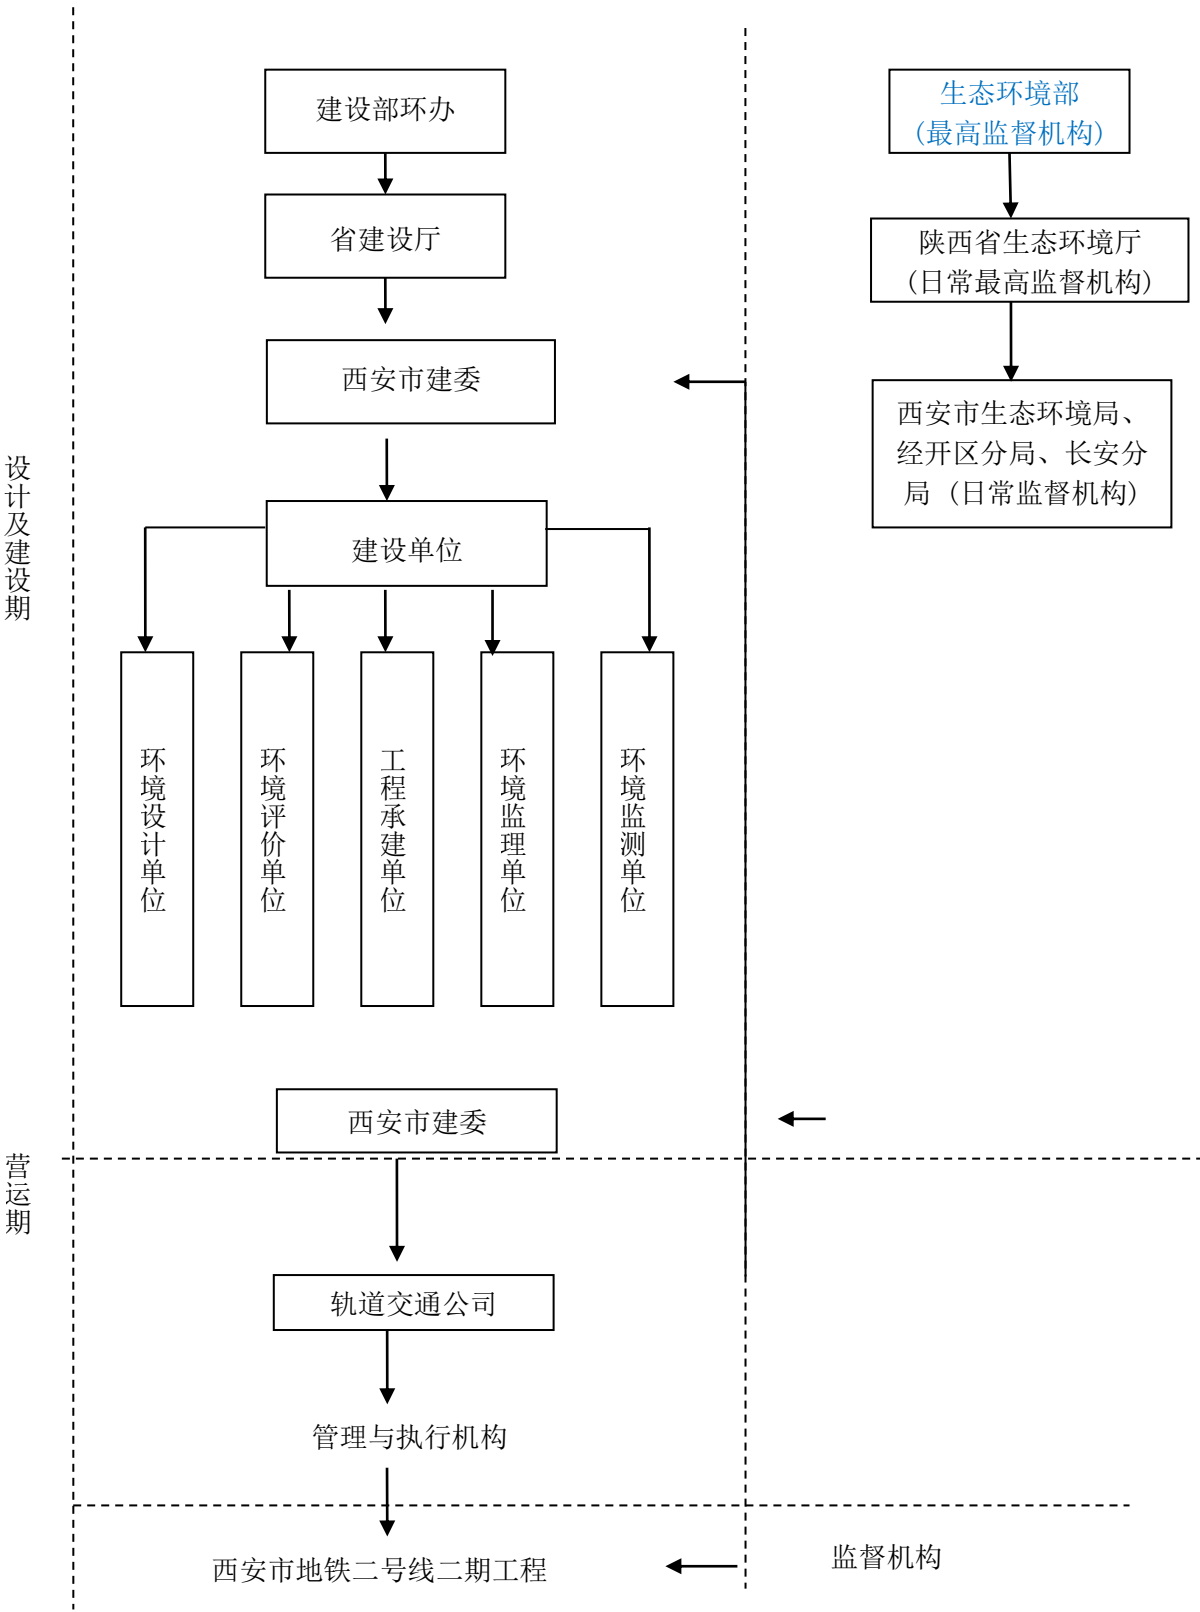 建设部环办
生态环境部
(最高监督机构)
省建设厅
陕西省生态环境厅
(日常最高监督机构)
西安市建委
西安市生态环境局、
经开区分局、长安分
局 (日常监督机构)
设计及建设期
建设单位
环境设计单位
环境评价单位
工程承建单位
环境监理单位
环境监测单位
西安市建委
营运期
轨道交通公司
管理与执行机构
西安市地铁二号线二期工程
监督机构